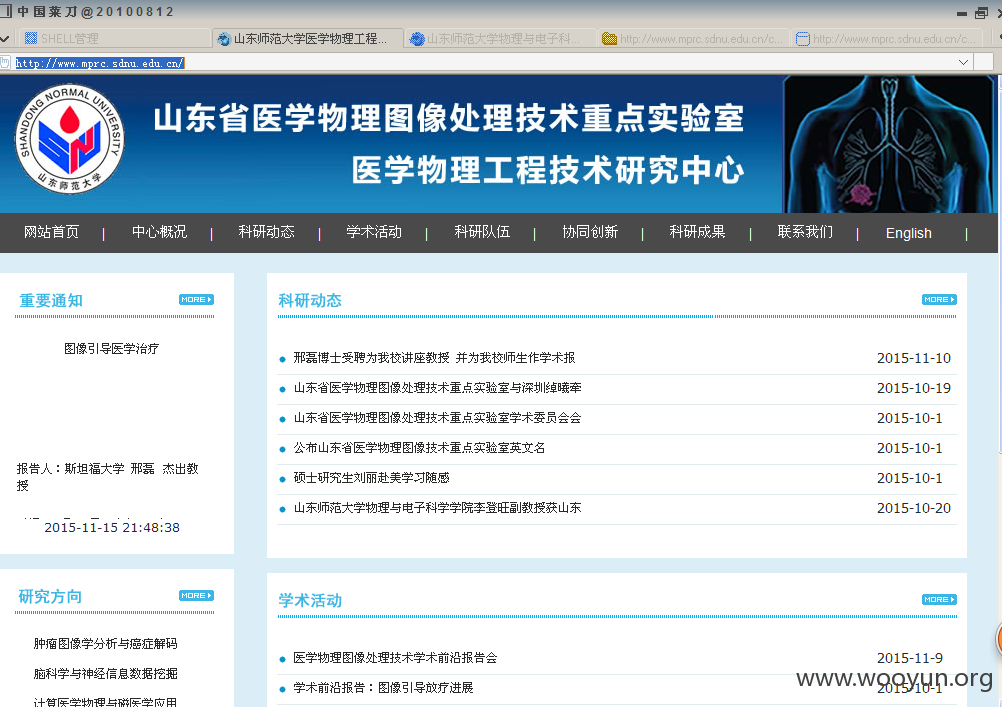 中国菜刀@20100812
SHELL管理
山东师范大学医学物理工程...
山东师范大学物理与电子科...
http://www.mprc.sdnu.edu.cn/c...
http://www.mprc.sdnu.edu.cn/c...
http://www.mprc.sdnu.edu.cn/
SHANDONG NORMAL UNIVERSITY
山东师范大学
山东省医学物理图像处理技术重点实验室
医学物理工程技术研究中心
网站首页 | 中心概况 | 科研动态 | 学术活动 | 科研队伍 | 协同创新 | 科研成果 | 联系我们 | English |
重要通知 MORE
图像引导医学治疗
报告人：斯坦福大学 邢磊 杰出教
授
2015-11-15 21:48:38
研究方向 MORE
肿瘤图像学分析与癌症解码
脑科学与神经信息数据挖掘
计算医学物理与磁医学应用
科研动态 MORE
邢磊博士受聘为我校讲座教授 并为我校师生作学术报 2015-11-10
山东省医学物理图像处理技术重点实验室与深圳绰曦牵 2015-10-19
山东省医学物理图像处理技术重点实验室学术委员会会 2015-10-1
公布山东省医学物理图像技术重点实验室英文名 2015-10-1
硕士研究生刘丽赴美学习随感 2015-10-1
山东师范大学物理与电子科学学院李登旺副教授获山东 2015-10-20
学术活动 MORE
医学物理图像处理技术学术前沿报告会 2015-11-9
学术前沿报告：图像引导放疗进展 2015-10-1
www.wooyun.org